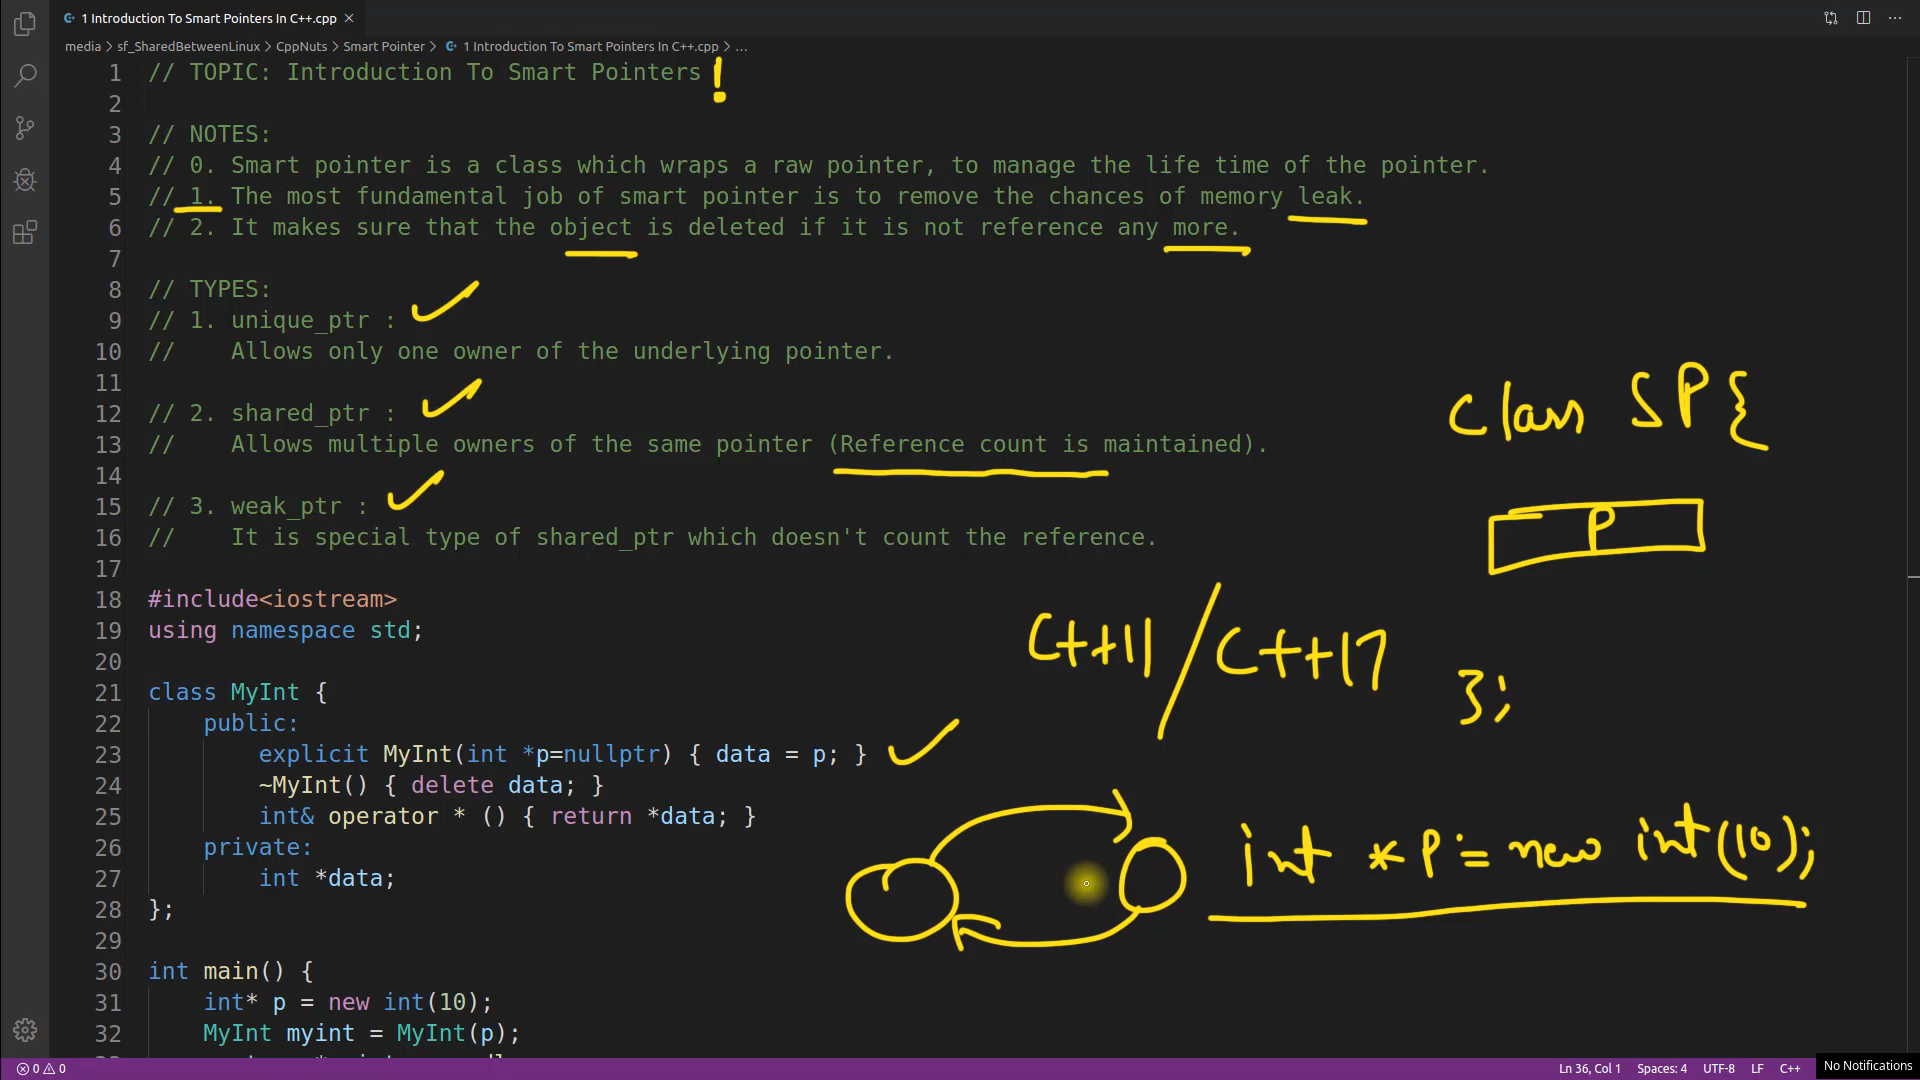 1 Introduction To Smart Pointers In C++.cpp ×
media > sf_SharedBetweenLinux > CppNuts > Smart Pointer > 1 Introduction To Smart Pointers In C++.cpp > ...
1 // TOPIC: Introduction To Smart Pointers !
2
3 // NOTES:
4 // 0. Smart pointer is a class which wraps a raw pointer, to manage the life time of the pointer.
5 // 1. The most fundamental job of smart pointer is to remove the chances of memory leak.
6 // 2. It makes sure that the object is deleted if it is not reference any more.
7
8 // TYPES:
9 // 1. unique_ptr :
10 //    Allows only one owner of the underlying pointer.
11
12 // 2. shared_ptr :
13 //    Allows multiple owners of the same pointer (Reference count is maintained).
14
15 // 3. weak_ptr :
16 //    It is special type of shared_ptr which doesn't count the reference.
17
18 #include<iostream>
19 using namespace std;
20
21 class MyInt {
22     public:
23         explicit MyInt(int *p=nullptr) { data = p; }
24         ~MyInt() { delete data; }
25         int& operator * () { return *data; }
26     private:
27         int *data;
28 };
29
30 int main() {
31     int* p = new int(10);
32     MyInt myint = MyInt(p);
class SP{
P
C++11 / C++17
};
int *P = new int(10);
0 0
Ln 36, Col 1 Spaces: 4 UTF-8 LF C++ No Notifications